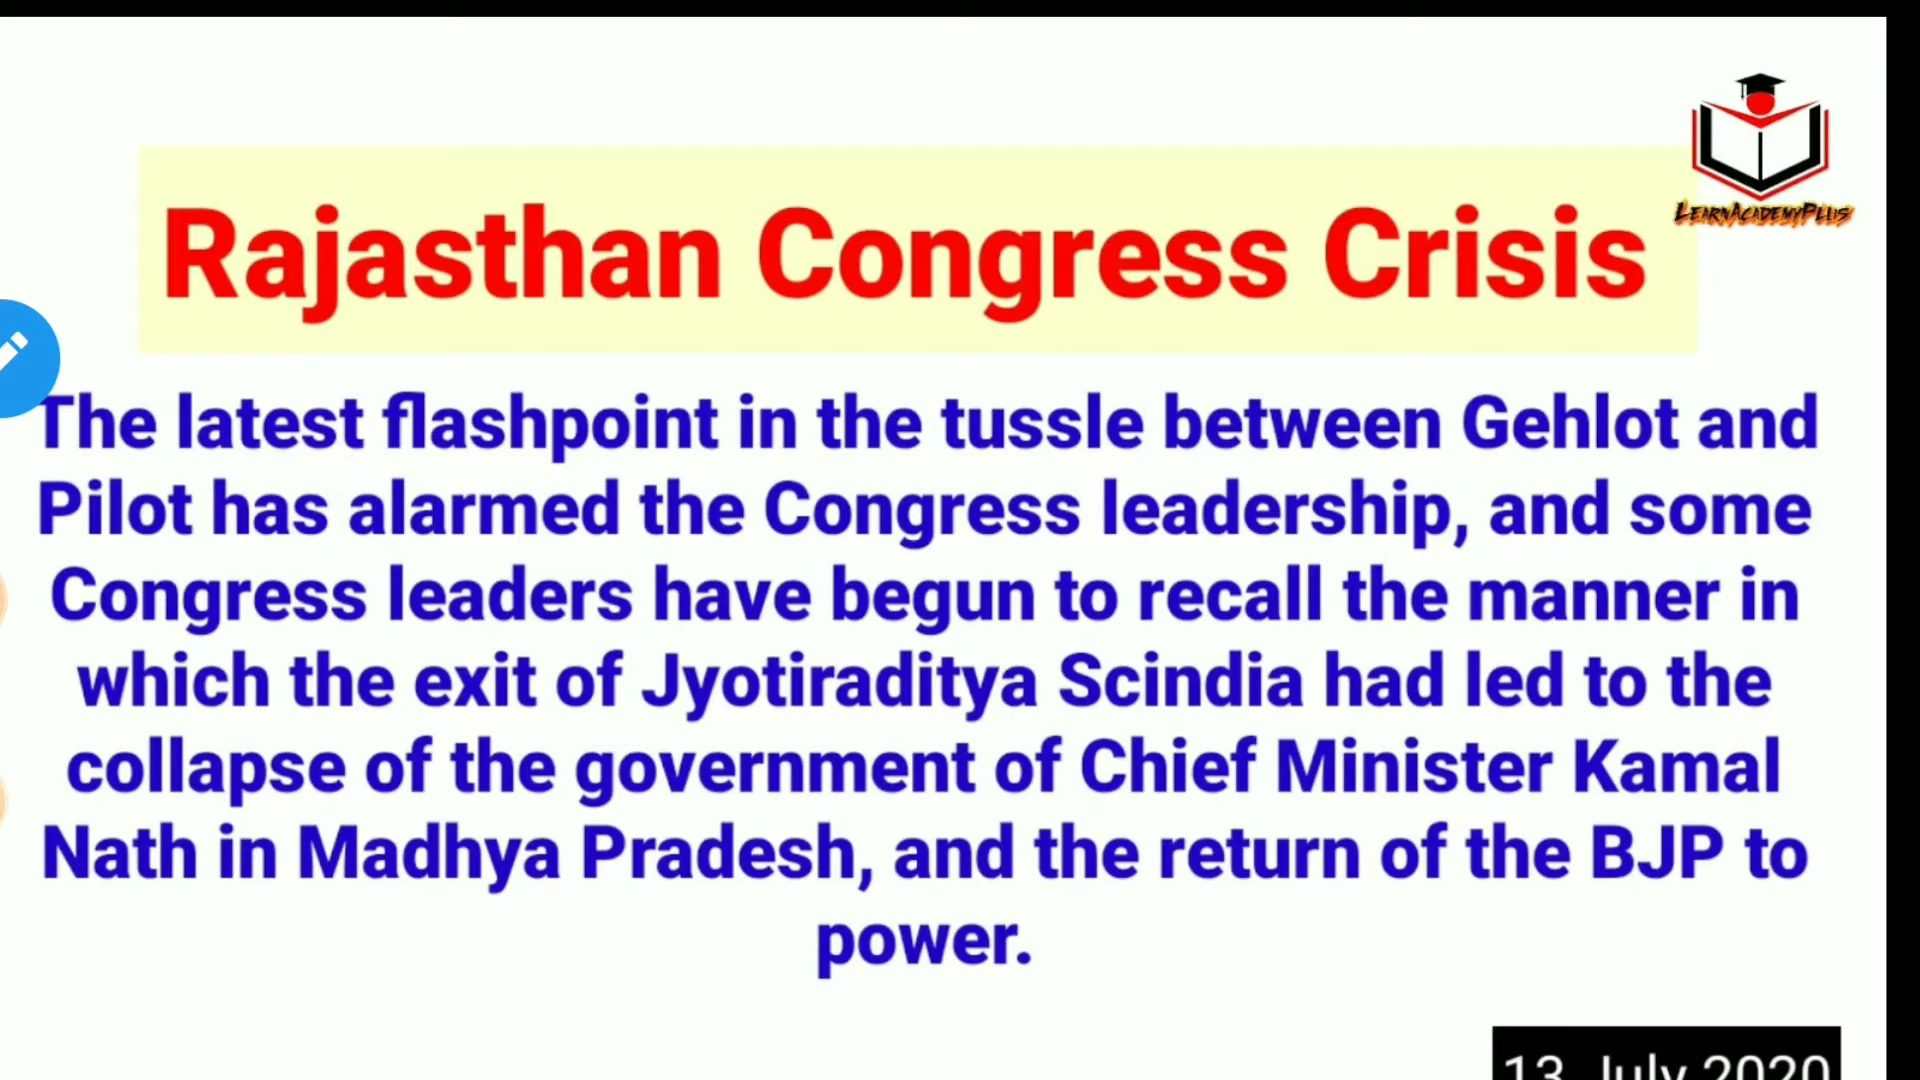 LearnAcademyPlus
Rajasthan Congress Crisis
The latest flashpoint in the tussle between Gehlot and
Pilot has alarmed the Congress leadership, and some
Congress leaders have begun to recall the manner in
which the exit of Jyotiraditya Scindia had led to the
collapse of the government of Chief Minister Kamal
Nath in Madhya Pradesh, and the return of the BJP to
power.
13 July 2020